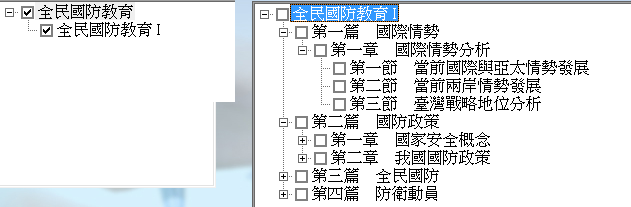 全民國防教育
全民國防教育 I
全民國防教育 I
第一篇 國際情勢
第一章 國際情勢分析
第一節 當前國際與亞太情勢發展
第二節 當前兩岸情勢發展
第三節 臺灣戰略地位分析
第二篇 國防政策
第一章 國家安全概念
第二章 我國國防政策
第三篇 全民國防
第四篇 防衛動員